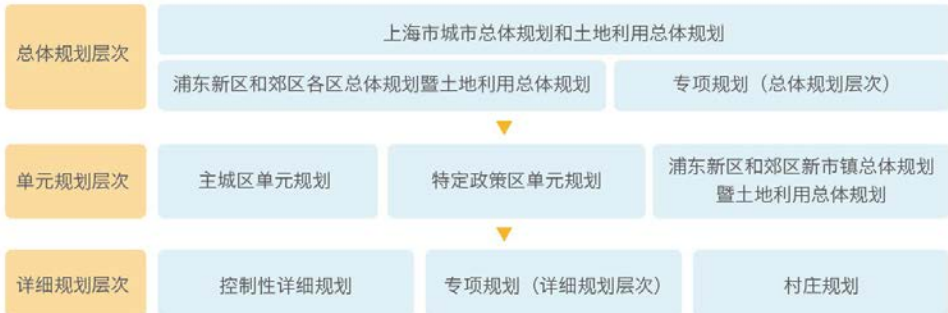 总体规划层次
上海市城市总体规划和土地利用总体规划
浦东新区和郊区各区总体规划暨土地利用总体规划
专项规划（总体规划层次）
单元规划层次
主城区单元规划
特定政策区单元规划
浦东新区和郊区新市镇总体规划
暨土地利用总体规划
详细规划层次
控制性详细规划
专项规划（详细规划层次）
村庄规划